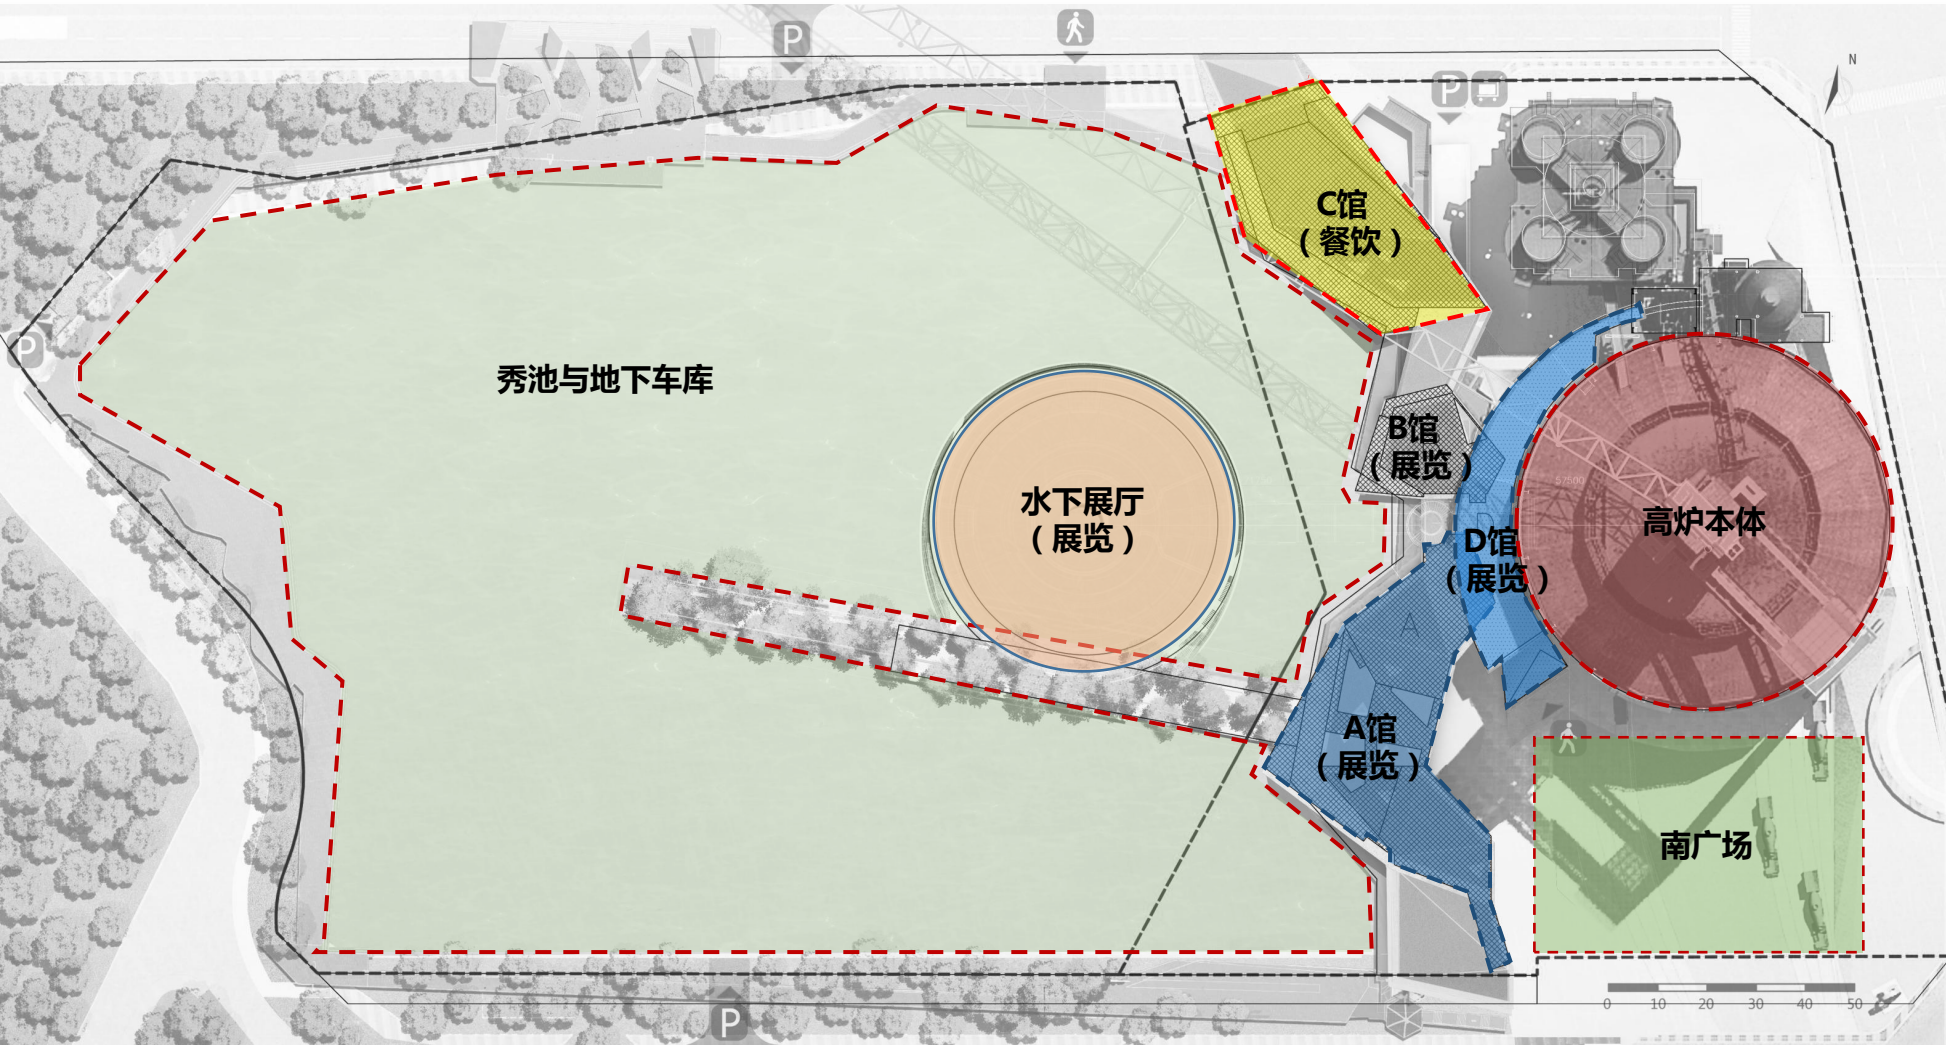 P
P
N
C馆
（餐饮）
P
秀池与地下车库
B馆
（展览）
57500
水下展厅
（展览）
D馆
（展览）
高炉本体
A馆
（展览）
南广场
0 10 20 30 40 50
P